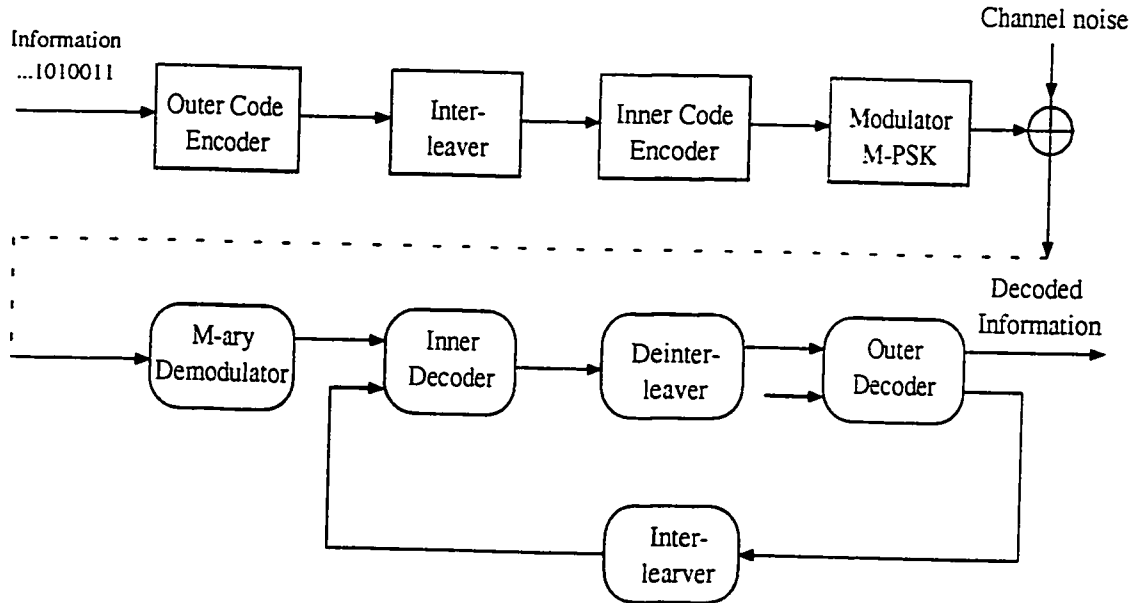 Channel noise
Information
...1010011
Outer Code
Encoder
Inter-
leaver
Inner Code
Encoder
Modulator
M-PSK
Decoded
Information
M-ary
Demodulator
Inner
Decoder
Deinter-
leaver
Outer
Decoder
Inter-
learver